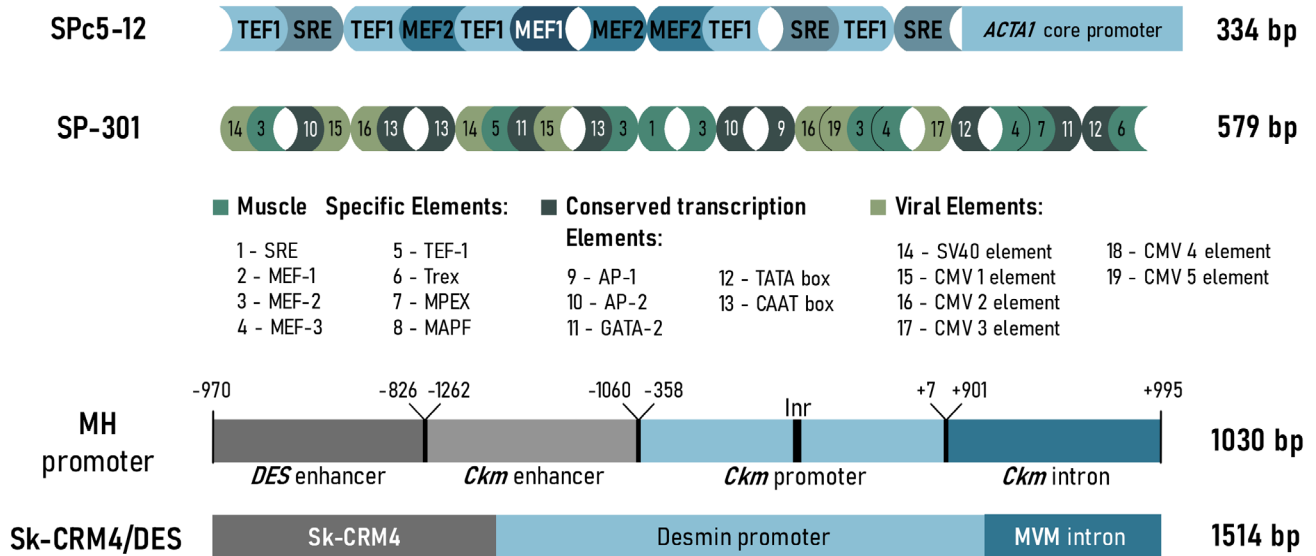 SPc5-12 TEF1 SRE TEF1 MEF2 TEF1 MEF1 MEF2 MEF2 TEF1 SRE TEF1 SRE ACTA1 core promoter 334 bp
SP-301 14 3 10 15 16 13 13 14 5 11 15 13 3 1 3 10 9 16 19 3 4 17 12 4 7 11 12 6 579 bp
Muscle Specific Elements:
1 - SRE
2 - MEF-1
3 - MEF-2
4 - MEF-3
5 - TEF-1
6 - Trex
7 - MPEX
8 - MAPF
Conserved transcription
Elements:
9 - AP-1
10 - AP-2
11 - GATA-2
12 - TATA box
13 - CAAT box
Viral Elements:
14 - SV40 element
15 - CMV 1 element
16 - CMV 2 element
17 - CMV 3 element
18 - CMV 4 element
19 - CMV 5 element
-970 -826 -1262 -1060 -358 +7 +901 +995
Inr
MH
promoter
1030 bp
DES enhancer Ckm enhancer Ckm promoter Ckm intron
Sk-CRM4/DES Sk-CRM4 Desmin promoter MVM intron 1514 bp